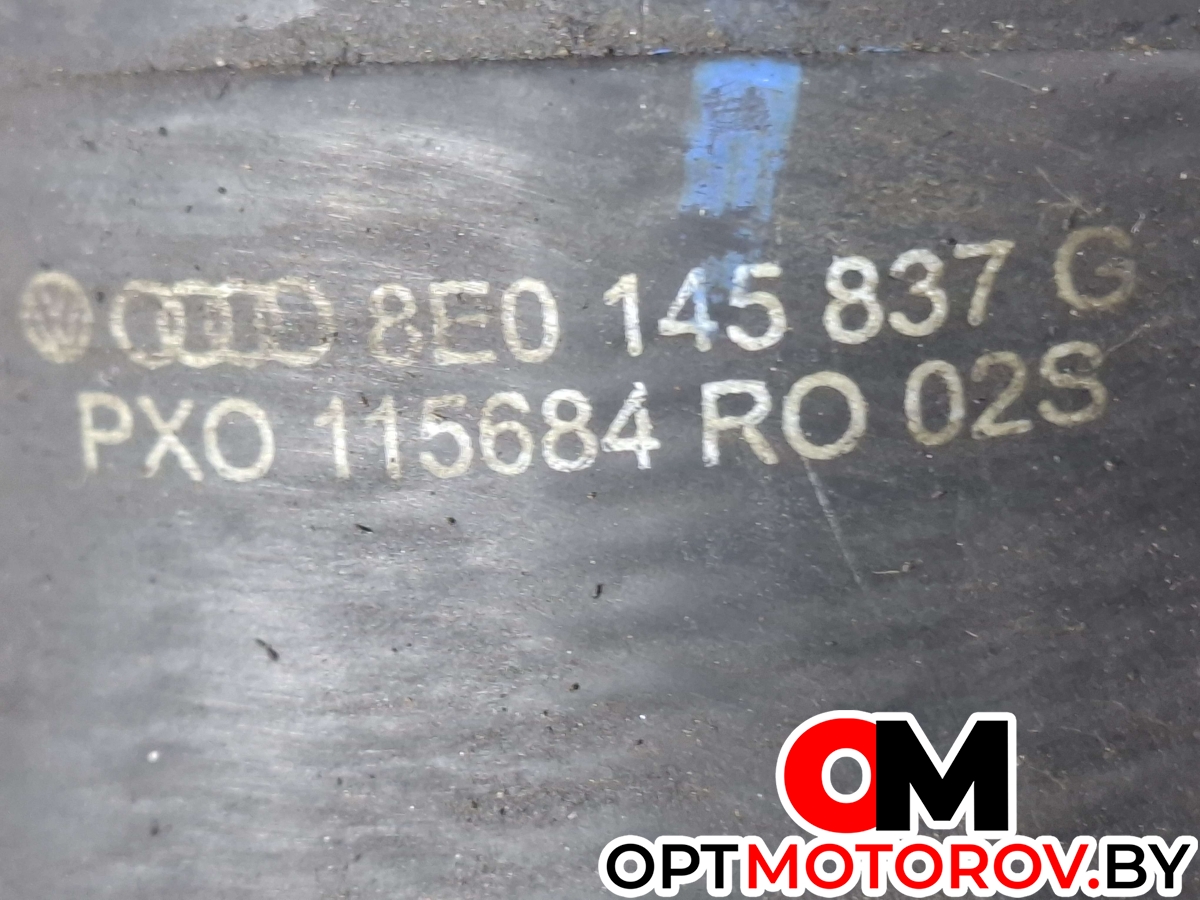 8E0 145 837 G
PXO 115684 RO 02S
OM
OPTMOTOROV.BY